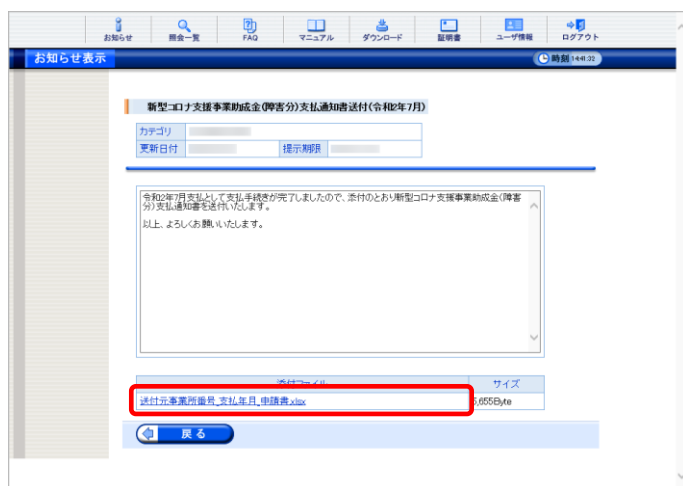 お知らせ
照会一覧
FAQ
マニュアル
ダウンロード
証明書
ユーザ情報
ログアウト
お知らせ表示
時刻 14:41:32
新型コロナ支援事業助成金(障害分)支払通知書送付(令和2年7月)
カテゴリ
更新日付
提示期限
令和2年7月支払として支払手続きが完了しましたので、添付のとおり新型コロナ支援事業助成金(障害
分)支払通知書を送付いたします。
以上、よろしくお願いいたします。
添付ファイル
サイズ
送付元事業所番号_支払年月_申請書.xlsx
5,655Byte
戻る